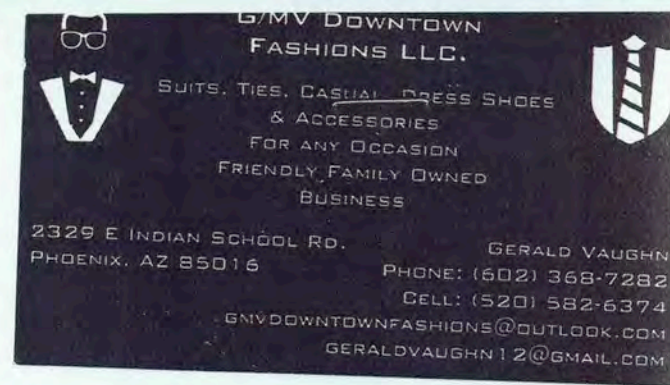 G/MV DOWNTOWN
FASHIONS LLC.
SUITS, TIES, CASUAL, DRESS SHOES
& ACCESSORIES
FOR ANY OCCASION
FRIENDLY FAMILY OWNED
BUSINESS
2329 E INDIAN SCHOOL RD.
PHOENIX, AZ 85016
GERALD VAUGHN
PHONE: (602) 368-7282
CELL: (520) 582-6374
GMVDOWNTOWNFASHIONS@OUTLOOK.COM
GERALDVAUGHN12@GMAIL.COM